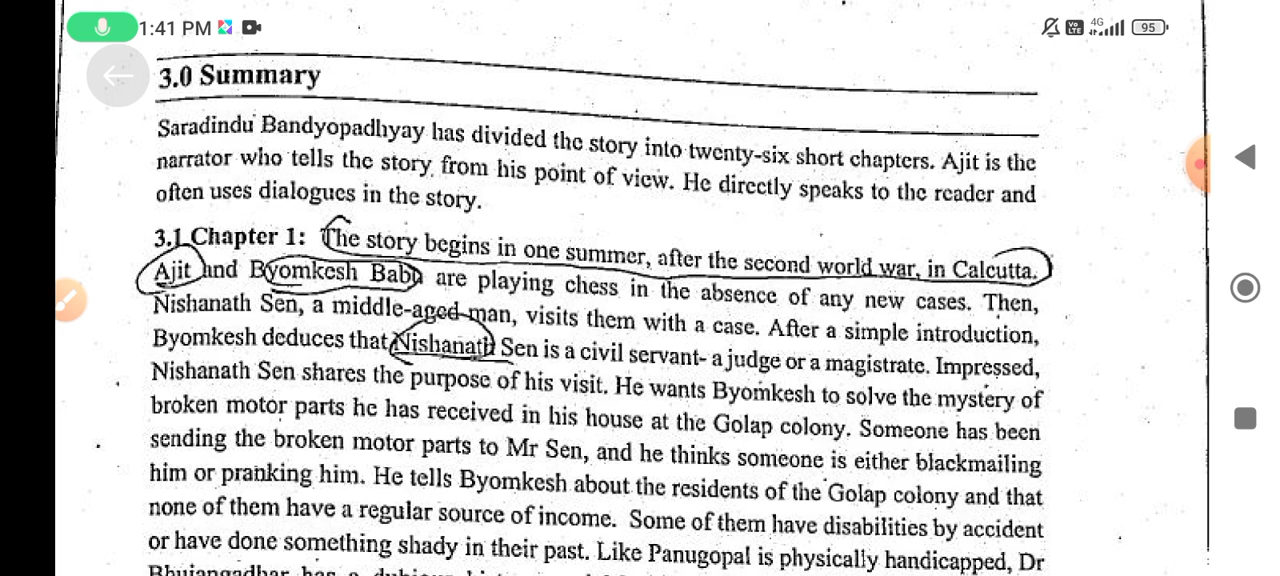 1:41 PM
4G
95
3.0 Summary
Saradindu Bandyopadhyay has divided the story into twenty-six short chapters. Ajit is the
narrator who tells the story from his point of view. He directly speaks to the reader and
often uses dialogues in the story.
3.1 Chapter 1: The story begins in one summer, after the second world war, in Calcutta.
Ajit and Byomkesh Babu are playing chess in the absence of any new cases. Then,
Nishanath Sen, a middle-aged man, visits them with a case. After a simple introduction,
Byomkesh deduces that Nishanath Sen is a civil servant- a judge or a magistrate. Impressed,
Nishanath Sen shares the purpose of his visit. He wants Byomkesh to solve the mystery of
broken motor parts he has received in his house at the Golap colony. Someone has been
sending the broken motor parts to Mr Sen, and he thinks someone is either blackmailing
him or pranking him. He tells Byomkesh about the residents of the Golap colony and that
none of them have a regular source of income. Some of them have disabilities by accident
or have done something shady in their past. Like Panugopal is physically handicapped, Dr
Bhujangadhar has a dubious